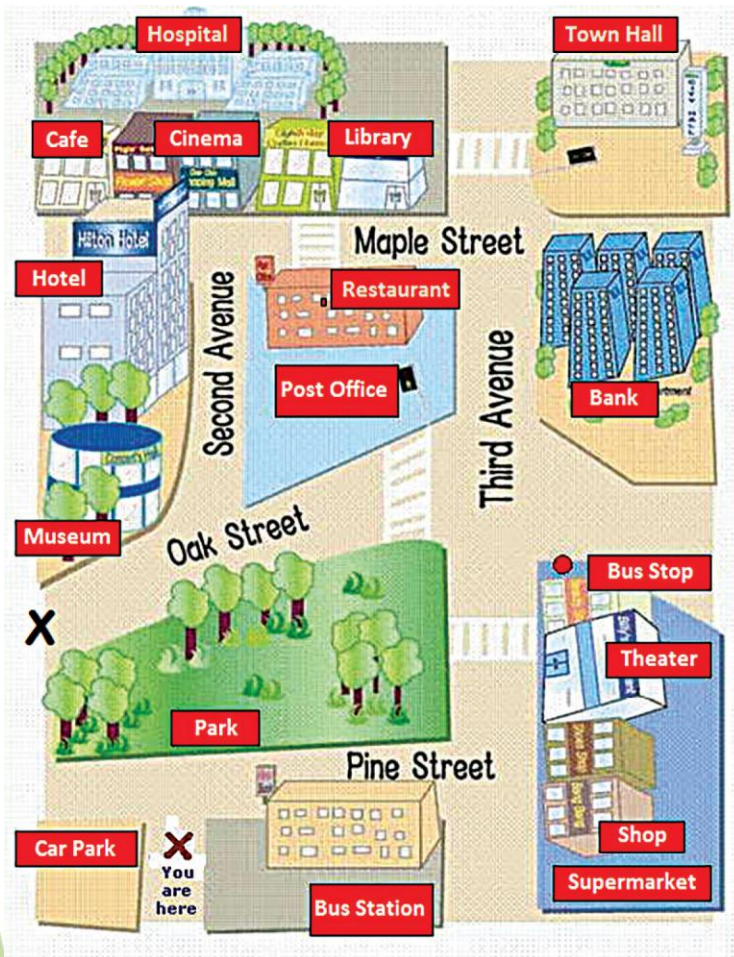 Hospital
Town Hall
Cafe
Cinema
Library
Hilton Hotel
Maple Street
Hotel
Restaurant
Second Avenue
Post Office
Third Avenue
Bank
Museum
Oak Street
Bus Stop
X
Theater
Park
Pine Street
Shop
Car Park
X
You
are
here
Supermarket
Bus Station